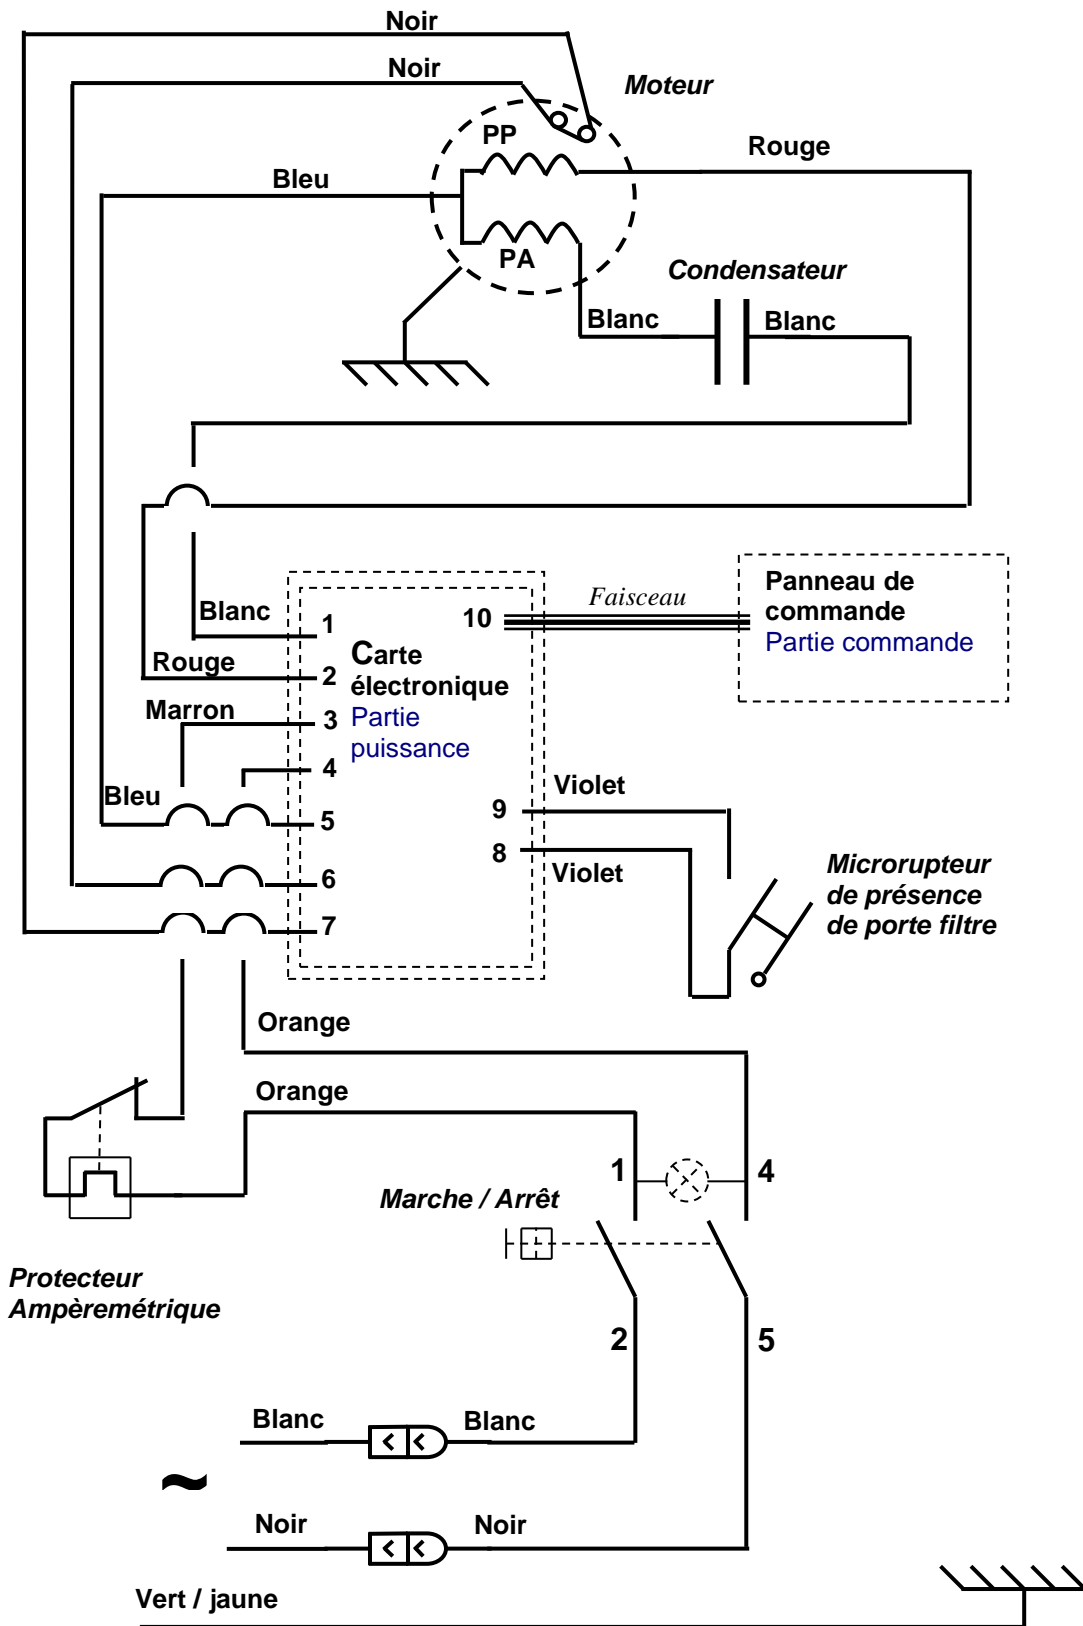 Noir
Noir
Moteur
PP
Rouge
Bleu
PA
Condensateur
Blanc
Blanc
Blanc
1
10
Faisceau
Panneau de
commande
Partie commande
Rouge
2
Carte
électronique
Marron
3
Partie
puissance
4
Bleu
5
9
Violet
8
Violet
6
7
Microrupteur
de présence
de porte filtre
Orange
Orange
1
4
Marche / Arrêt
Protecteur
Ampèremétrique
2
5
Blanc
Blanc
~
Noir
Noir
Vert / jaune